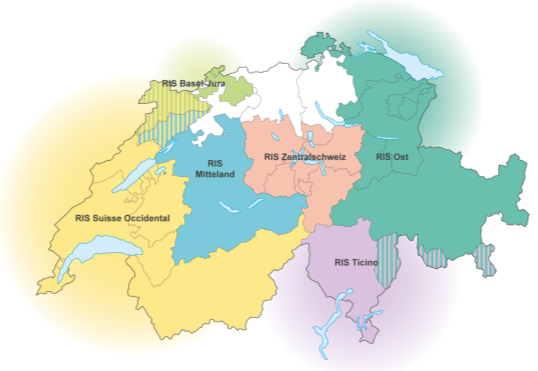 RIS Basel-Jura
RIS
Mitteland
RIS Zentralschweiz
RIS Ost
RIS Suisse Occidental
RIS Ticino